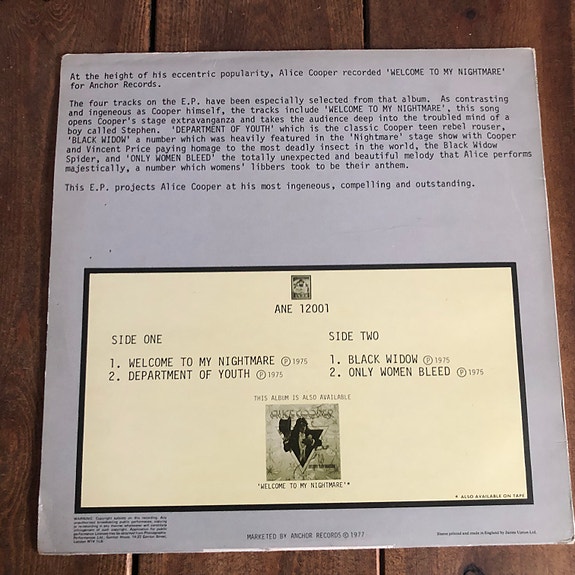 At the height of his eccentric popularity, Alice Cooper recorded 'WELCOME TO MY NIGHTMARE'
for Anchor Records.
The four tracks on the E.P. have been especially selected from that album. As contrasting
and ingeneous as Cooper himself, the tracks include 'WELCOME TO MY NIGHTMARE', this song
opens Cooper's stage extravanganza and takes the audience deep into the troubled mind of a
boy called Stephen. 'DEPARTMENT OF YOUTH' which is the classic Cooper teen rebel rouser,
'BLACK WIDOW' a number which was heavily featured in the 'Nightmare' stage show with Cooper
and Vincent Price paying homage to the most deadly insect in the world, the Black Widow
Spider, and 'ONLY WOMEN BLEED' the totally unexpected and beautiful melody that Alice performs
majestically, a number which womens' libbers took to be their anthem.
This E.P. projects Alice Cooper at his most ingeneous, compelling and outstanding.
ANE 12001
SIDE ONE
1. WELCOME TO MY NIGHTMARE Ⓟ 1975
2. DEPARTMENT OF YOUTH Ⓟ 1975
SIDE TWO
1. BLACK WIDOW Ⓟ 1975
2. ONLY WOMEN BLEED Ⓟ 1975
THIS ALBUM IS ALSO AVAILABLE
ALICE COOPER
'WELCOME TO MY NIGHTMARE'*
* ALSO AVAILABLE ON TAPE
WARNING: Copyright subsists on this recording. Any
MARKETED BY ANCHOR RECORDS © 1977